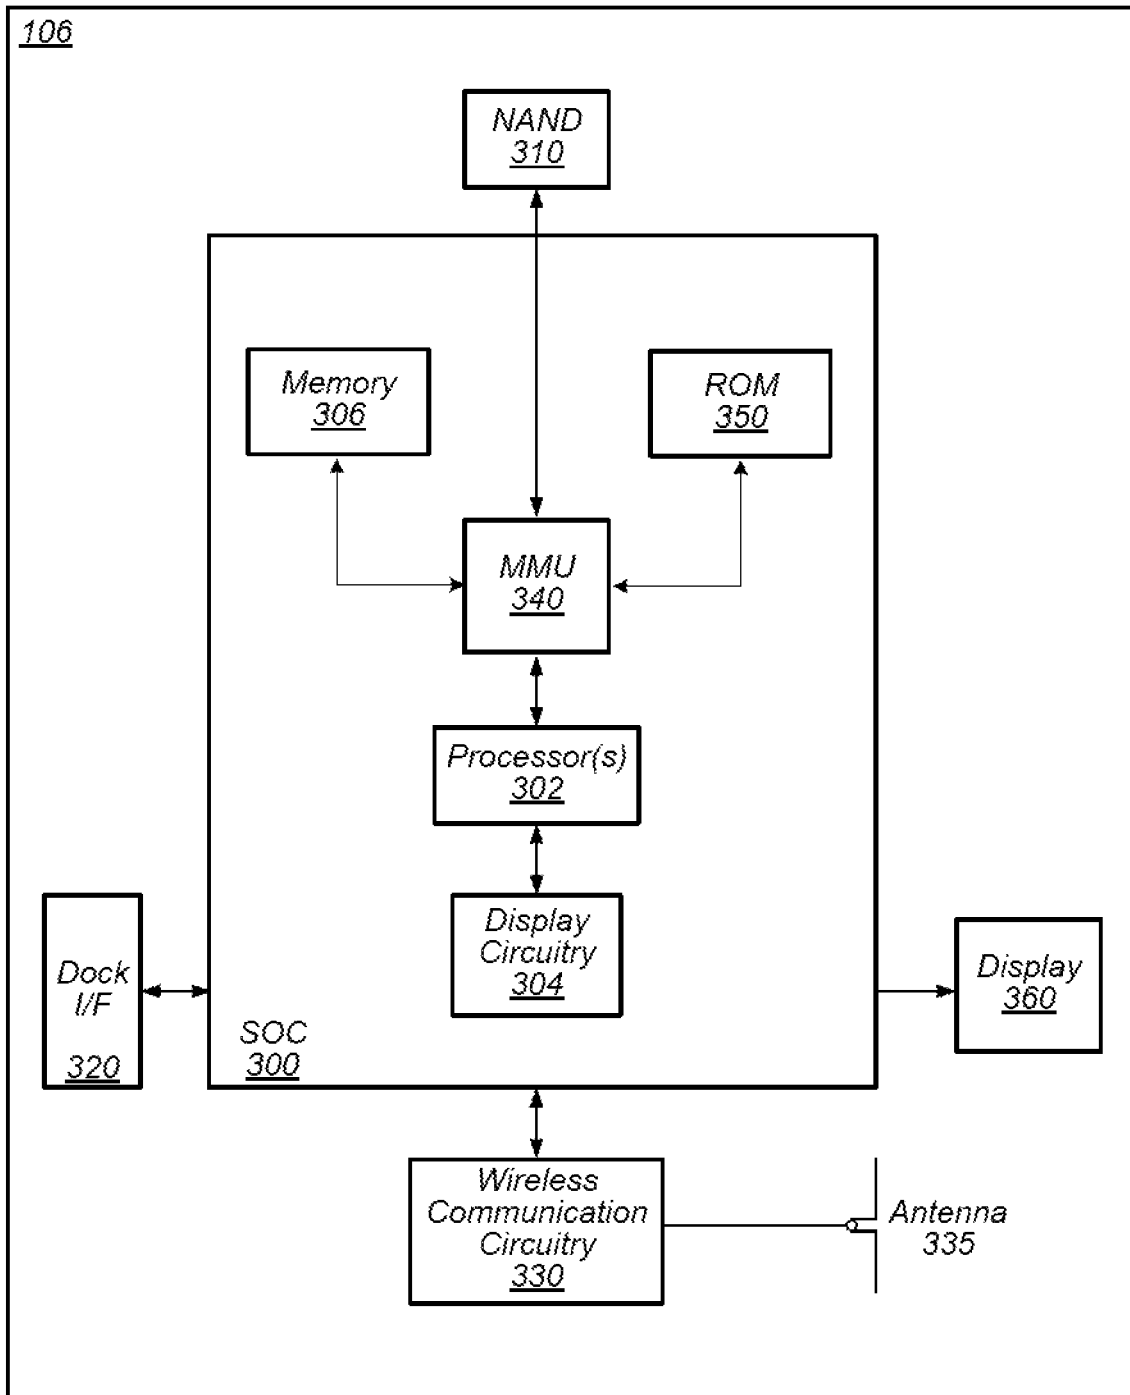 106
NAND
310
Memory
306
ROM
350
MMU
340
Processor(s)
302
Display
Circuitry
304
Dock
I/F
320
SOC
300
Display
360
Wireless
Communication
Circuitry
330
Antenna
335